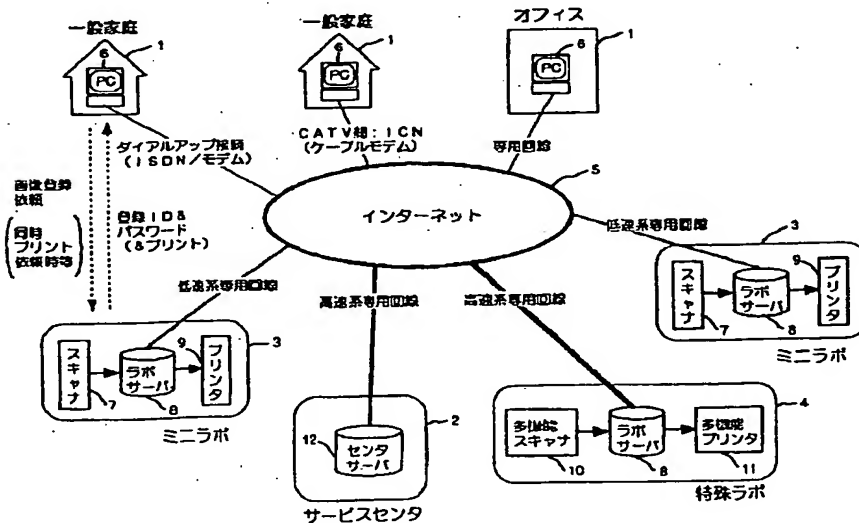 一般家庭
1
6
PC
一般家庭
1
6
PC
オフィス
1
6
PC
ダイアルアップ接続
(ISDN/モデム)
CATV網:ICN
(ケーブルモデム)
専用回線
5
画像登録
依頼
(同時
プリント
依頼時等)
登録ID&
パスワード
(&プリント)
インターネット
低速系専用回線
低速系専用回線
高速系専用回線
高速系専用回線
3
スキャナ
7
ラボ
サーバ
8
9
プリンタ
ミニラボ
3
スキャナ
7
ラボ
サーバ
8
9
プリンタ
ミニラボ
2
12
センタ
サーバ
サービスセンタ
4
多機能
スキャナ
10
ラボ
サーバ
8
多機能
プリンタ
11
特殊ラボ